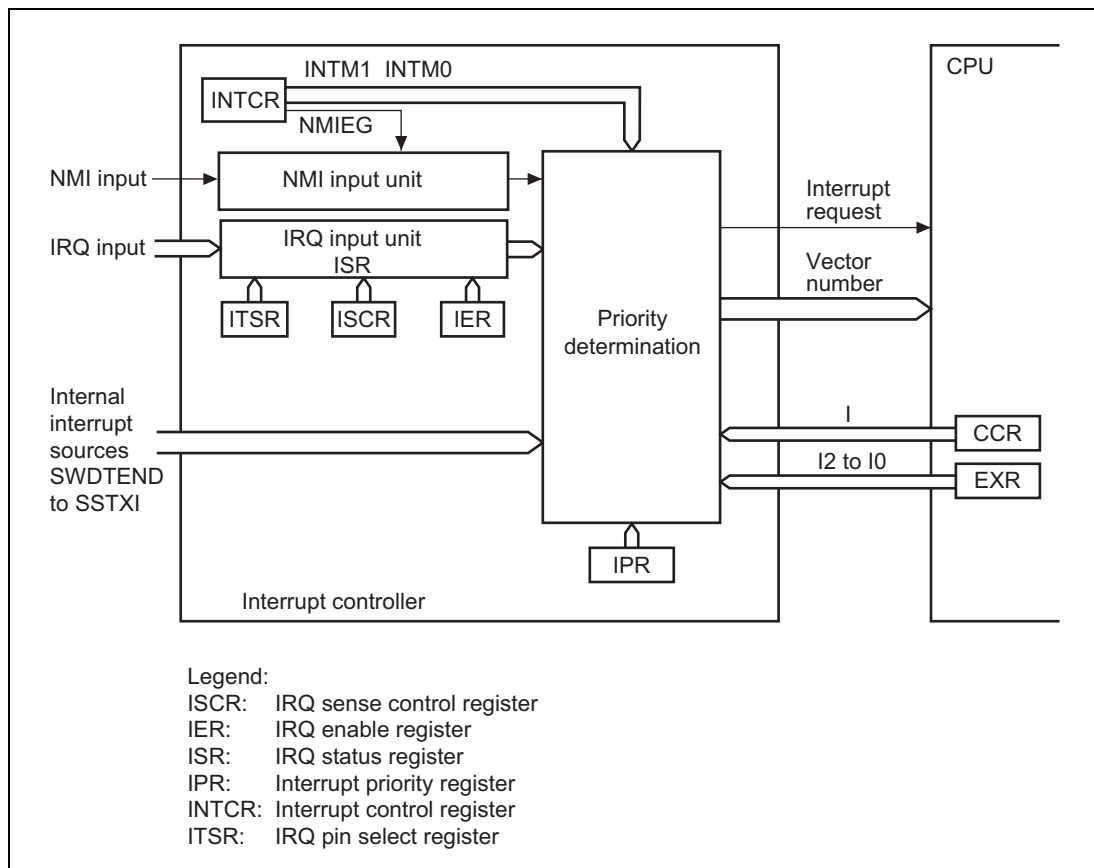 INTM1 INTM0
CPU
INTCR
NMIEG
NMI input
NMI input unit
IRQ input
IRQ input unit
ISR
ITSR
ISCR
IER
Interrupt
request
Vector
number
Priority
determination
Internal
interrupt
sources
SWDTEND
to SSTXI
I
CCR
I2 to I0
EXR
IPR
Interrupt controller
Legend:
ISCR: IRQ sense control register
IER: IRQ enable register
ISR: IRQ status register
IPR: Interrupt priority register
INTCR: Interrupt control register
ITSR: IRQ pin select register